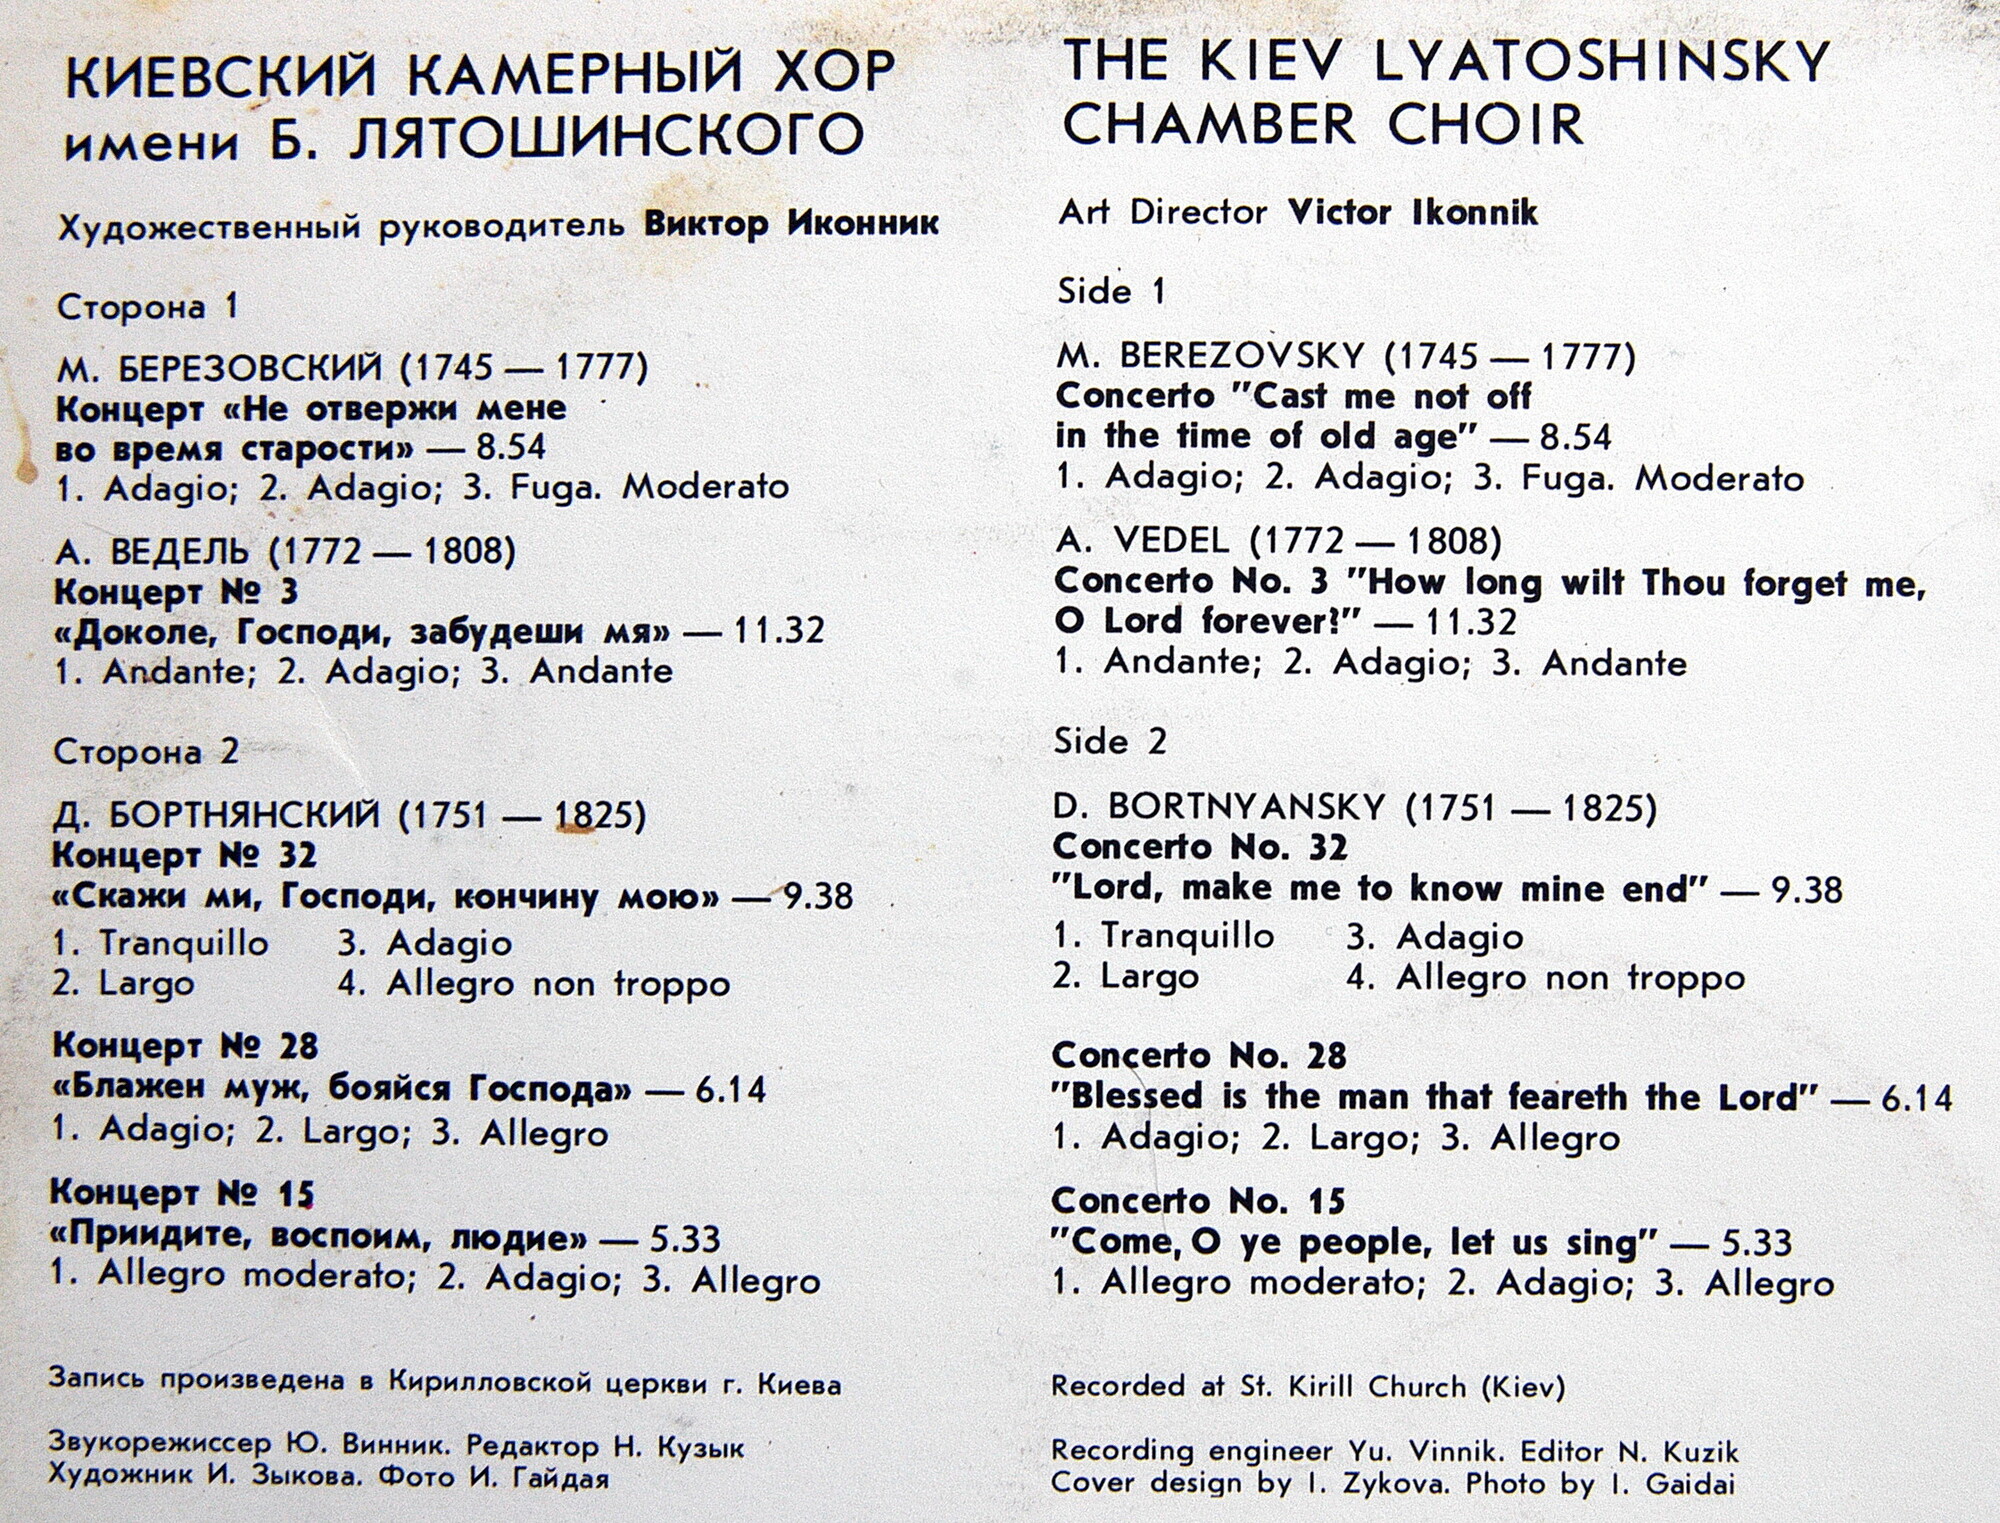 КИЕВСКИЙ КАМЕРНЫЙ ХОР
имени Б. ЛЯТОШИНСКОГО
Художественный руководитель Виктор Иконник
Сторона 1
М. БЕРЕЗОВСКИЙ (1745 — 1777)
Концерт «Не отвержи мене
во время старости» — 8.54
1. Adagio; 2. Adagio; 3. Fuga. Moderato
А. ВЕДЕЛЬ (1772 — 1808)
Концерт № 3
«Доколе, Господи, забудеши мя» — 11.32
1. Andante; 2. Adagio; 3. Andante
Сторона 2
Д. БОРТНЯНСКИЙ (1751 — 1825)
Концерт № 32
«Скажи ми, Господи, кончину мою» — 9.38
1. Tranquillo 3. Adagio
2. Largo 4. Allegro non troppo
Концерт № 28
«Блажен муж, бояйся Господа» — 6.14
1. Adagio; 2. Largo; 3. Allegro
Концерт № 15
«Приидите, воспоим, людие» — 5.33
1. Allegro moderato; 2. Adagio; 3. Allegro
Запись произведена в Кирилловской церкви г. Киева
Звукорежиссер Ю. Винник. Редактор Н. Кузык
Художник И. Зыкова. Фото И. Гайдая
THE KIEV LYATOSHINSKY
CHAMBER CHOIR
Art Director Victor Ikonnik
Side 1
M. BEREZOVSKY (1745 — 1777)
Concerto "Cast me not off
in the time of old age" — 8.54
1. Adagio; 2. Adagio; 3. Fuga. Moderato
A. VEDEL (1772 — 1808)
Concerto No. 3 "How long wilt Thou forget me,
O Lord forever?" — 11.32
1. Andante; 2. Adagio; 3. Andante
Side 2
D. BORTNYANSKY (1751 — 1825)
Concerto No. 32
"Lord, make me to know mine end" — 9.38
1. Tranquillo 3. Adagio
2. Largo 4. Allegro non troppo
Concerto No. 28
"Blessed is the man that feareth the Lord" — 6.14
1. Adagio; 2. Largo; 3. Allegro
Concerto No. 15
"Come, O ye people, let us sing" — 5.33
1. Allegro moderato; 2. Adagio; 3. Allegro
Recorded at St. Kirill Church (Kiev)
Recording engineer Yu. Vinnik. Editor N. Kuzik
Cover design by I. Zykova. Photo by I. Gaidai